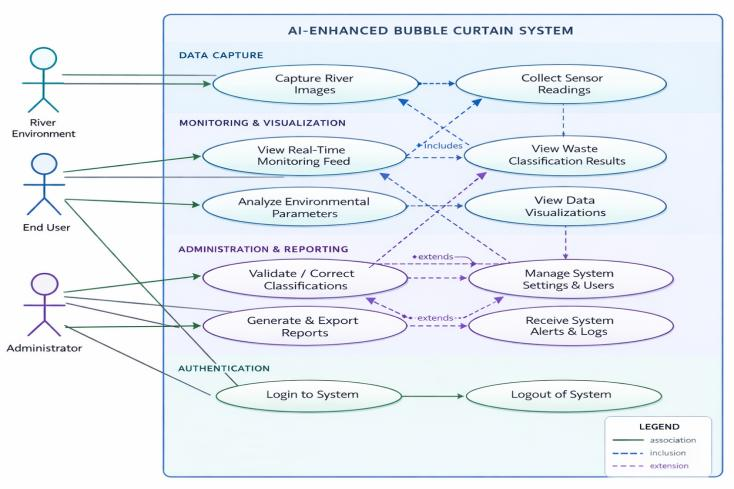 AI-ENHANCED BUBBLE CURTAIN SYSTEM
DATA CAPTURE
Capture River
Images
Collect Sensor
Readings
River
Environment
MONITORING & VISUALIZATION
View Real-Time
Monitoring Feed
includes
View Waste
Classification Results
End User
Analyze Environmental
Parameters
View Data
Visualizations
ADMINISTRATION & REPORTING
extends
Validate / Correct
Classifications
Manage System
Settings & Users
Administrator
extends
Generate & Export
Reports
Receive System
Alerts & Logs
AUTHENTICATION
Login to System
Logout of System
LEGEND
association
inclusion
extension